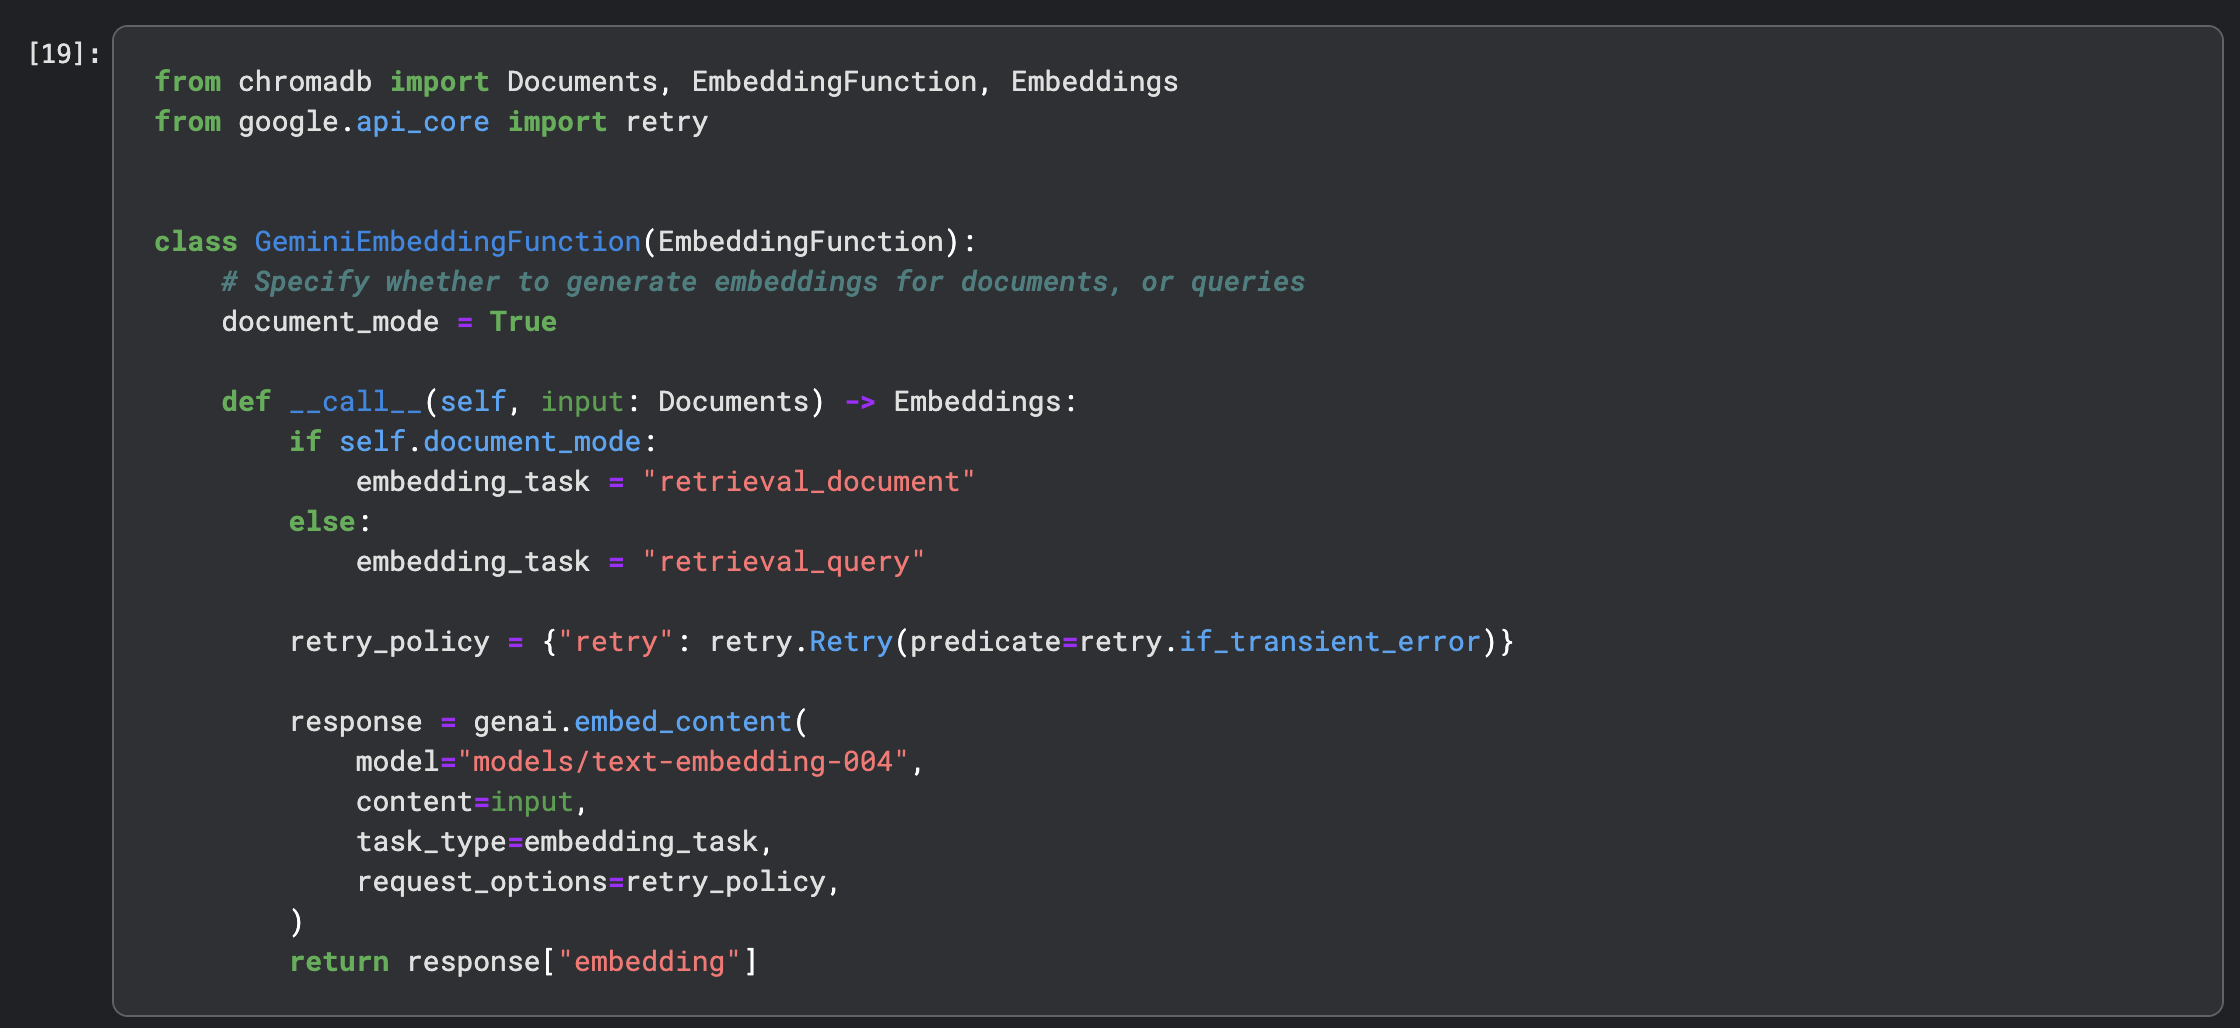 [19]:
from chromadb import Documents, EmbeddingFunction, Embeddings
from google.api_core import retry
class GeminiEmbeddingFunction(EmbeddingFunction):
    # Specify whether to generate embeddings for documents, or queries
    document_mode = True
    def __call__(self, input: Documents) -> Embeddings:
        if self.document_mode:
            embedding_task = "retrieval_document"
        else:
            embedding_task = "retrieval_query"
        retry_policy = {"retry": retry.Retry(predicate=retry.if_transient_error)}
        response = genai.embed_content(
            model="models/text-embedding-004",
            content=input,
            task_type=embedding_task,
            request_options=retry_policy,
        )
        return response["embedding"]